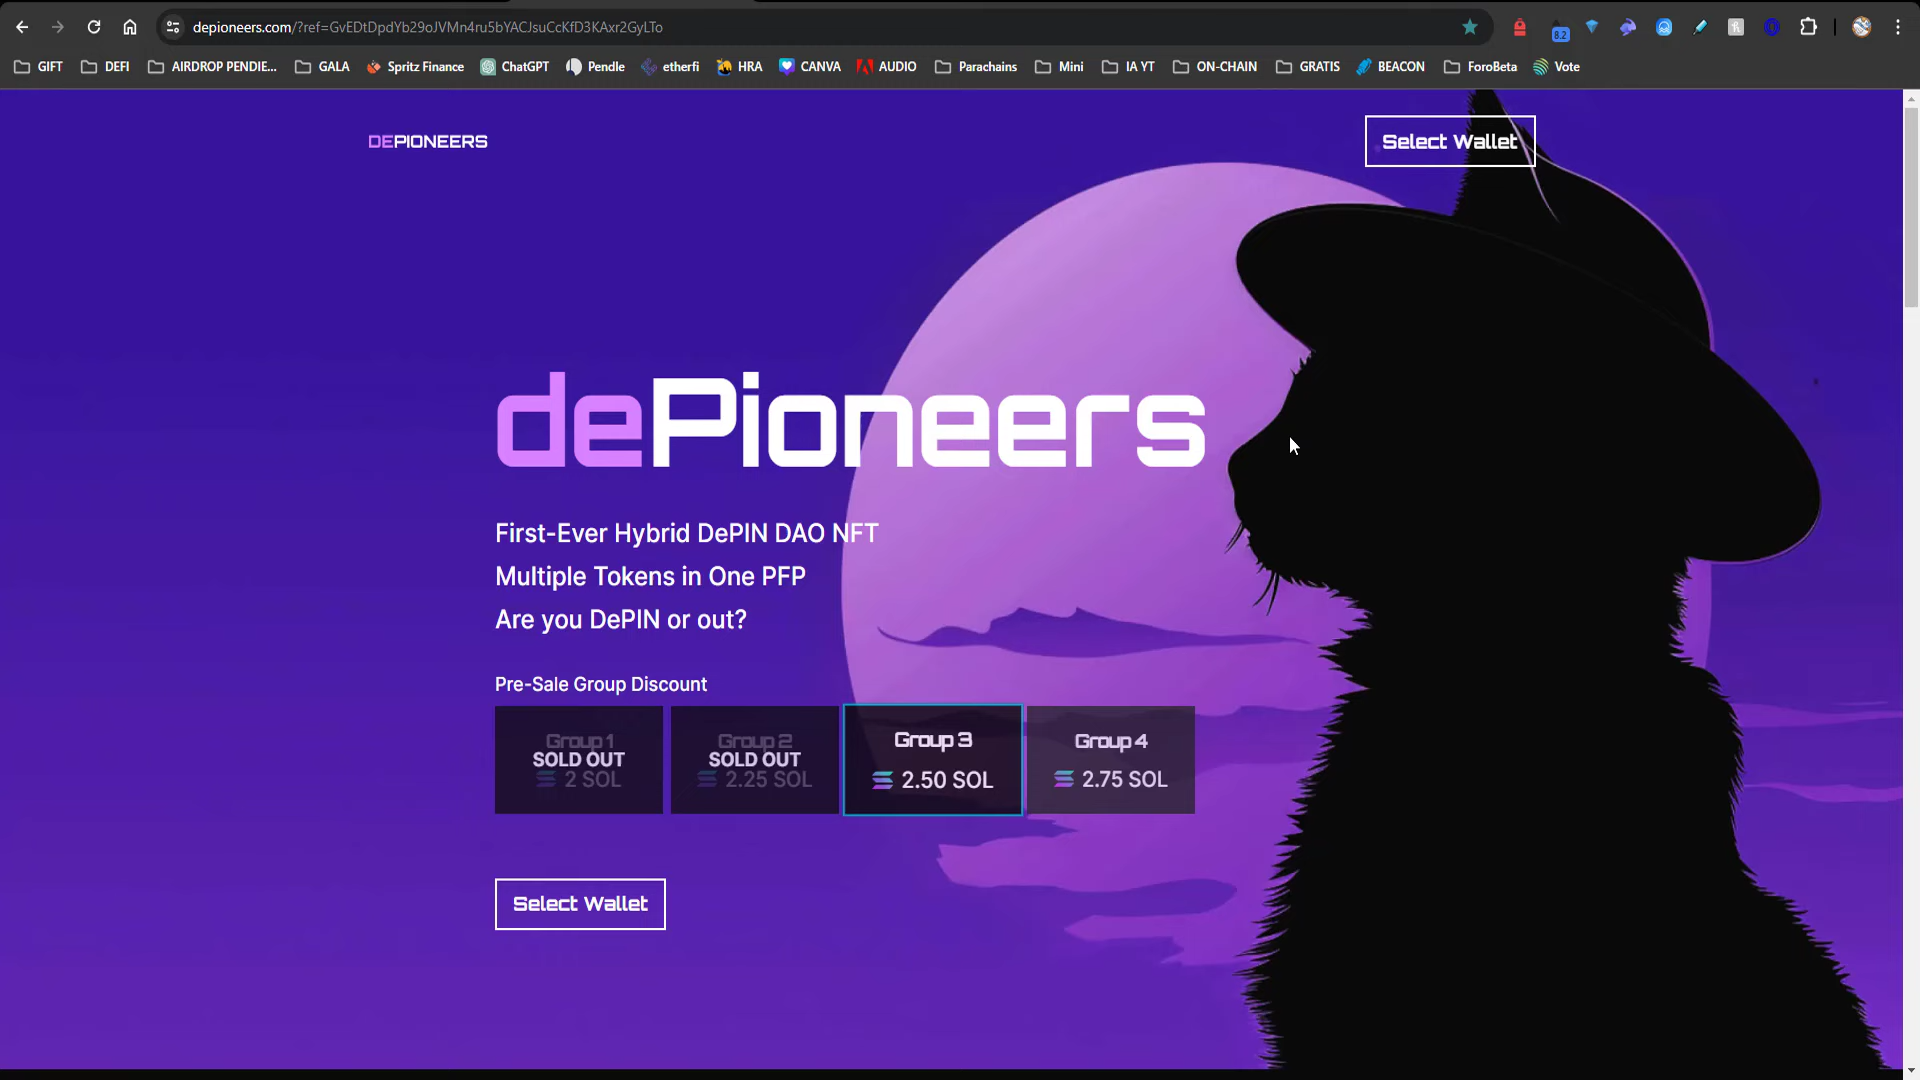 depioneers.com/?ref=GvEDtDpdYb29oJVMn4ru5bYACJsuCcKfD3KAxr2GyLTo
8.2
GIFT DEFI AIRDROP PENDIE... GALA Spritz Finance ChatGPT Pendle etherfi HRA CANVA AUDIO Parachains Mini IA YT ON-CHAIN GRATIS BEACON ForoBeta Vote
DEPIONEERS
Select Wallet
dePioneers
First-Ever Hybrid DePIN DAO NFT
Multiple Tokens in One PFP
Are you DePIN or out?
Pre-Sale Group Discount
Group 1
SOLD OUT
2 SOL
Group 2
SOLD OUT
2.25 SOL
Group 3
2.50 SOL
Group 4
2.75 SOL
Select Wallet